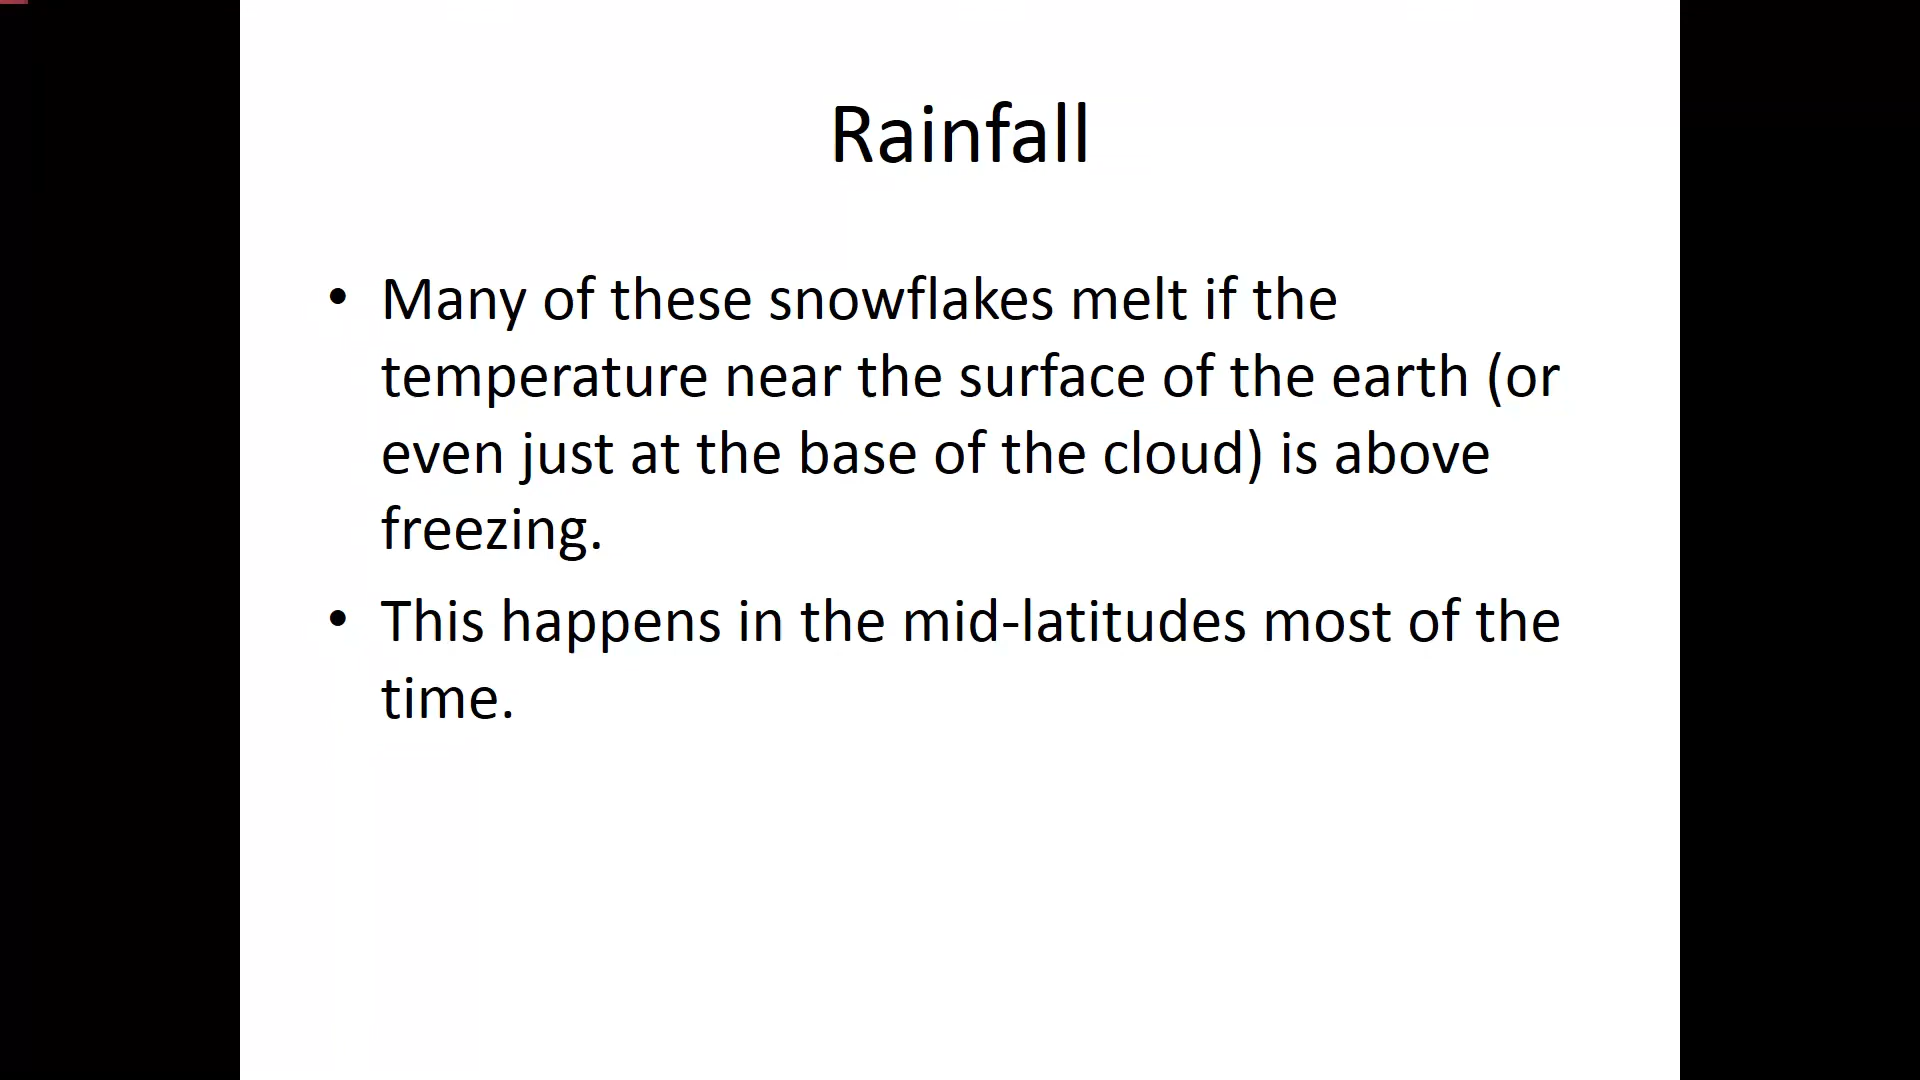 Rainfall
• Many of these snowflakes melt if the
temperature near the surface of the earth (or
even just at the base of the cloud) is above
freezing.
• This happens in the mid-latitudes most of the
time.